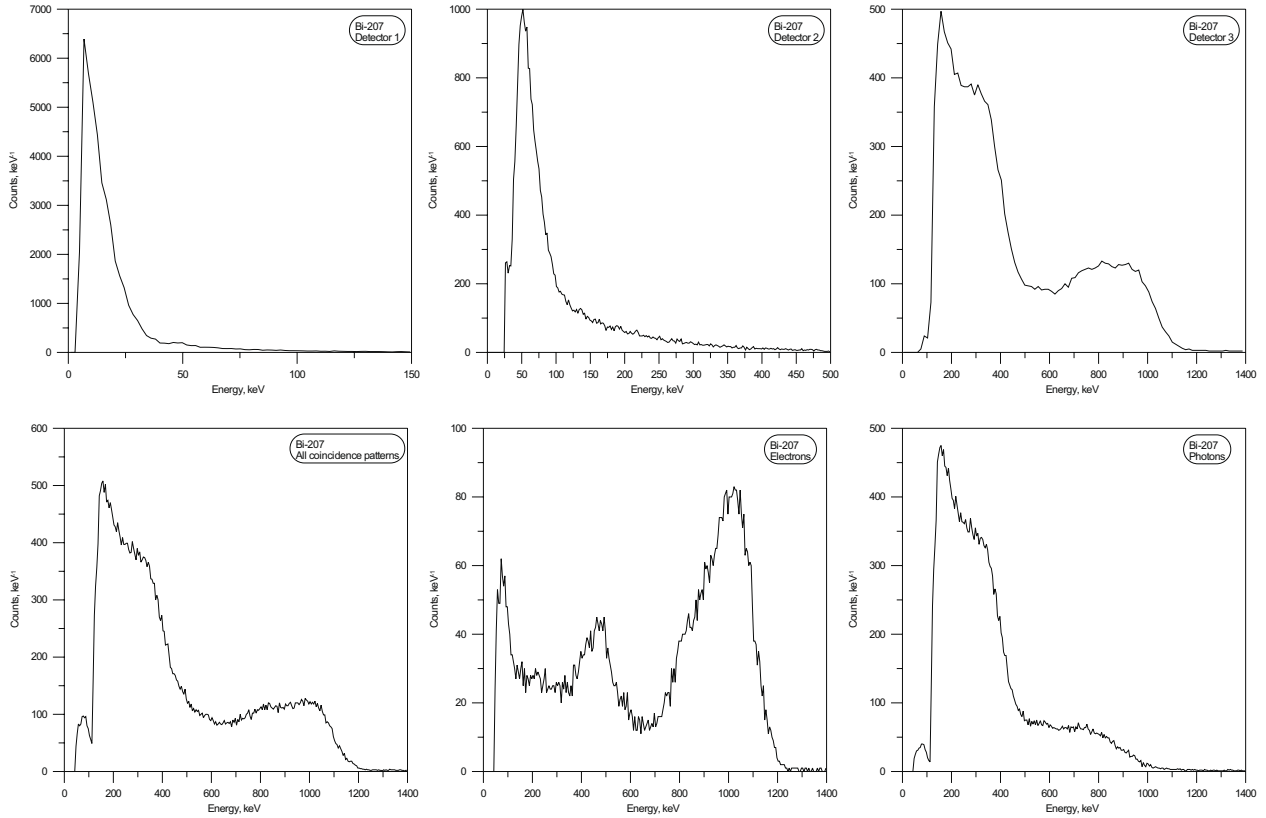 7000
6000
5000
4000
3000
2000
1000
0
Counts, keV⁻¹
0 50 100 150
Energy, keV
Bi-207
Detector 1
1000
800
600
400
200
0
Counts, keV⁻¹
0 50 100 150 200 250 300 350 400 450 500
Energy, keV
Bi-207
Detector 2
500
400
300
200
100
0
Counts, keV⁻¹
0 200 400 600 800 1000 1200 1400
Energy, keV
Bi-207
Detector 3
600
500
400
300
200
100
0
Counts, keV⁻¹
0 200 400 600 800 1000 1200 1400
Energy, keV
Bi-207
All coincidence patterns
100
80
60
40
20
0
Counts, keV⁻¹
0 200 400 600 800 1000 1200 1400
Energy, keV
Bi-207
Electrons
500
400
300
200
100
0
Counts, keV⁻¹
0 200 400 600 800 1000 1200 1400
Energy, keV
Bi-207
Photons